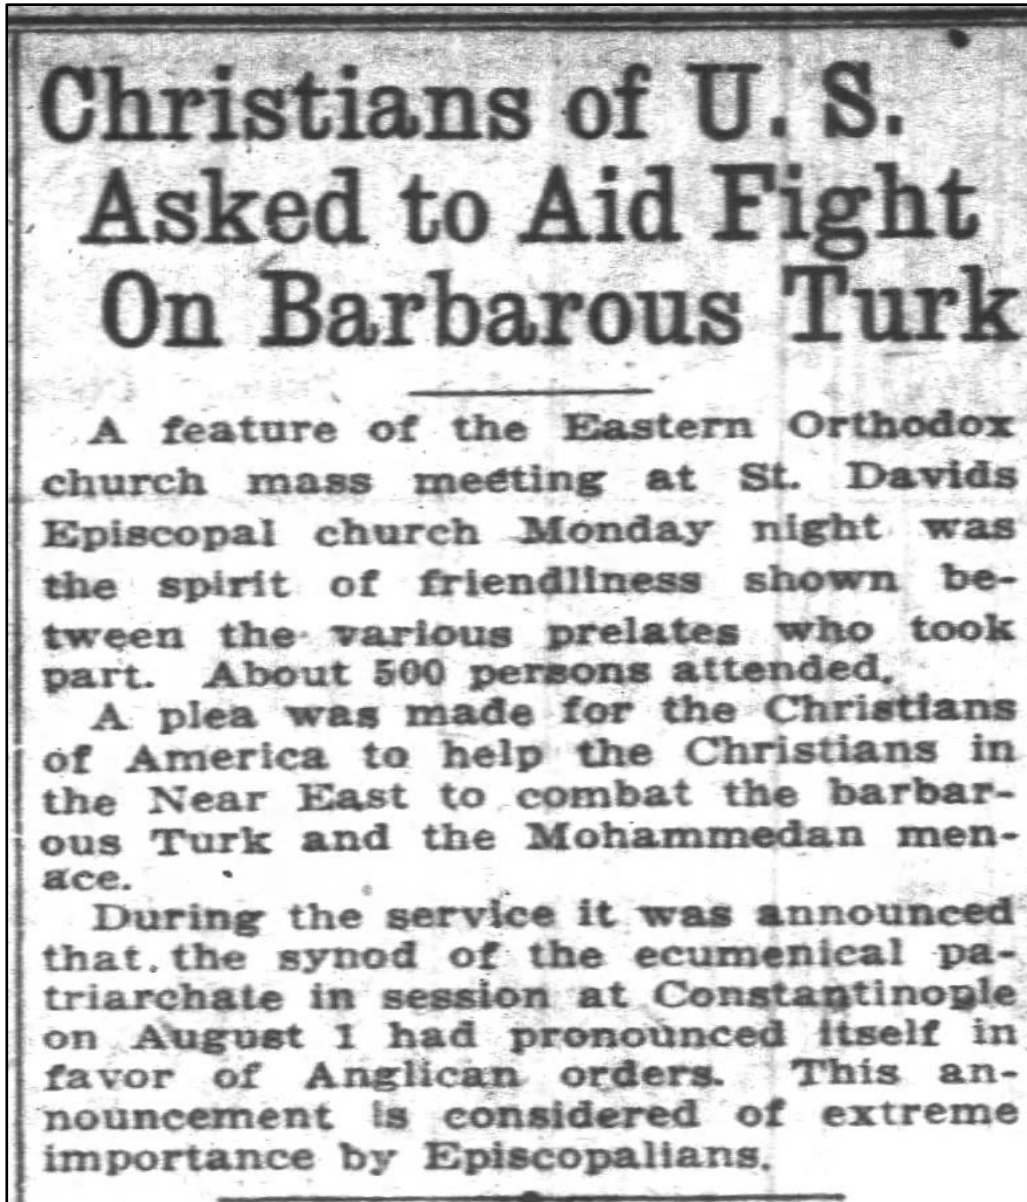 Christians of U. S.
Asked to Aid Fight
On Barbarous Turk
A feature of the Eastern Orthodox
church mass meeting at St. Davids
Episcopal church Monday night was
the spirit of friendliness shown be-
tween the various prelates who took
part. About 500 persons attended.
A plea was made for the Christians
of America to help the Christians in
the Near East to combat the barbar-
ous Turk and the Mohammedan men-
ace.
During the service it was announced
that the synod of the ecumenical pa-
triarchate in session at Constantinople
on August 1 had pronounced itself in
favor of Anglican orders. This an-
nouncement is considered of extreme
importance by Episcopalians.